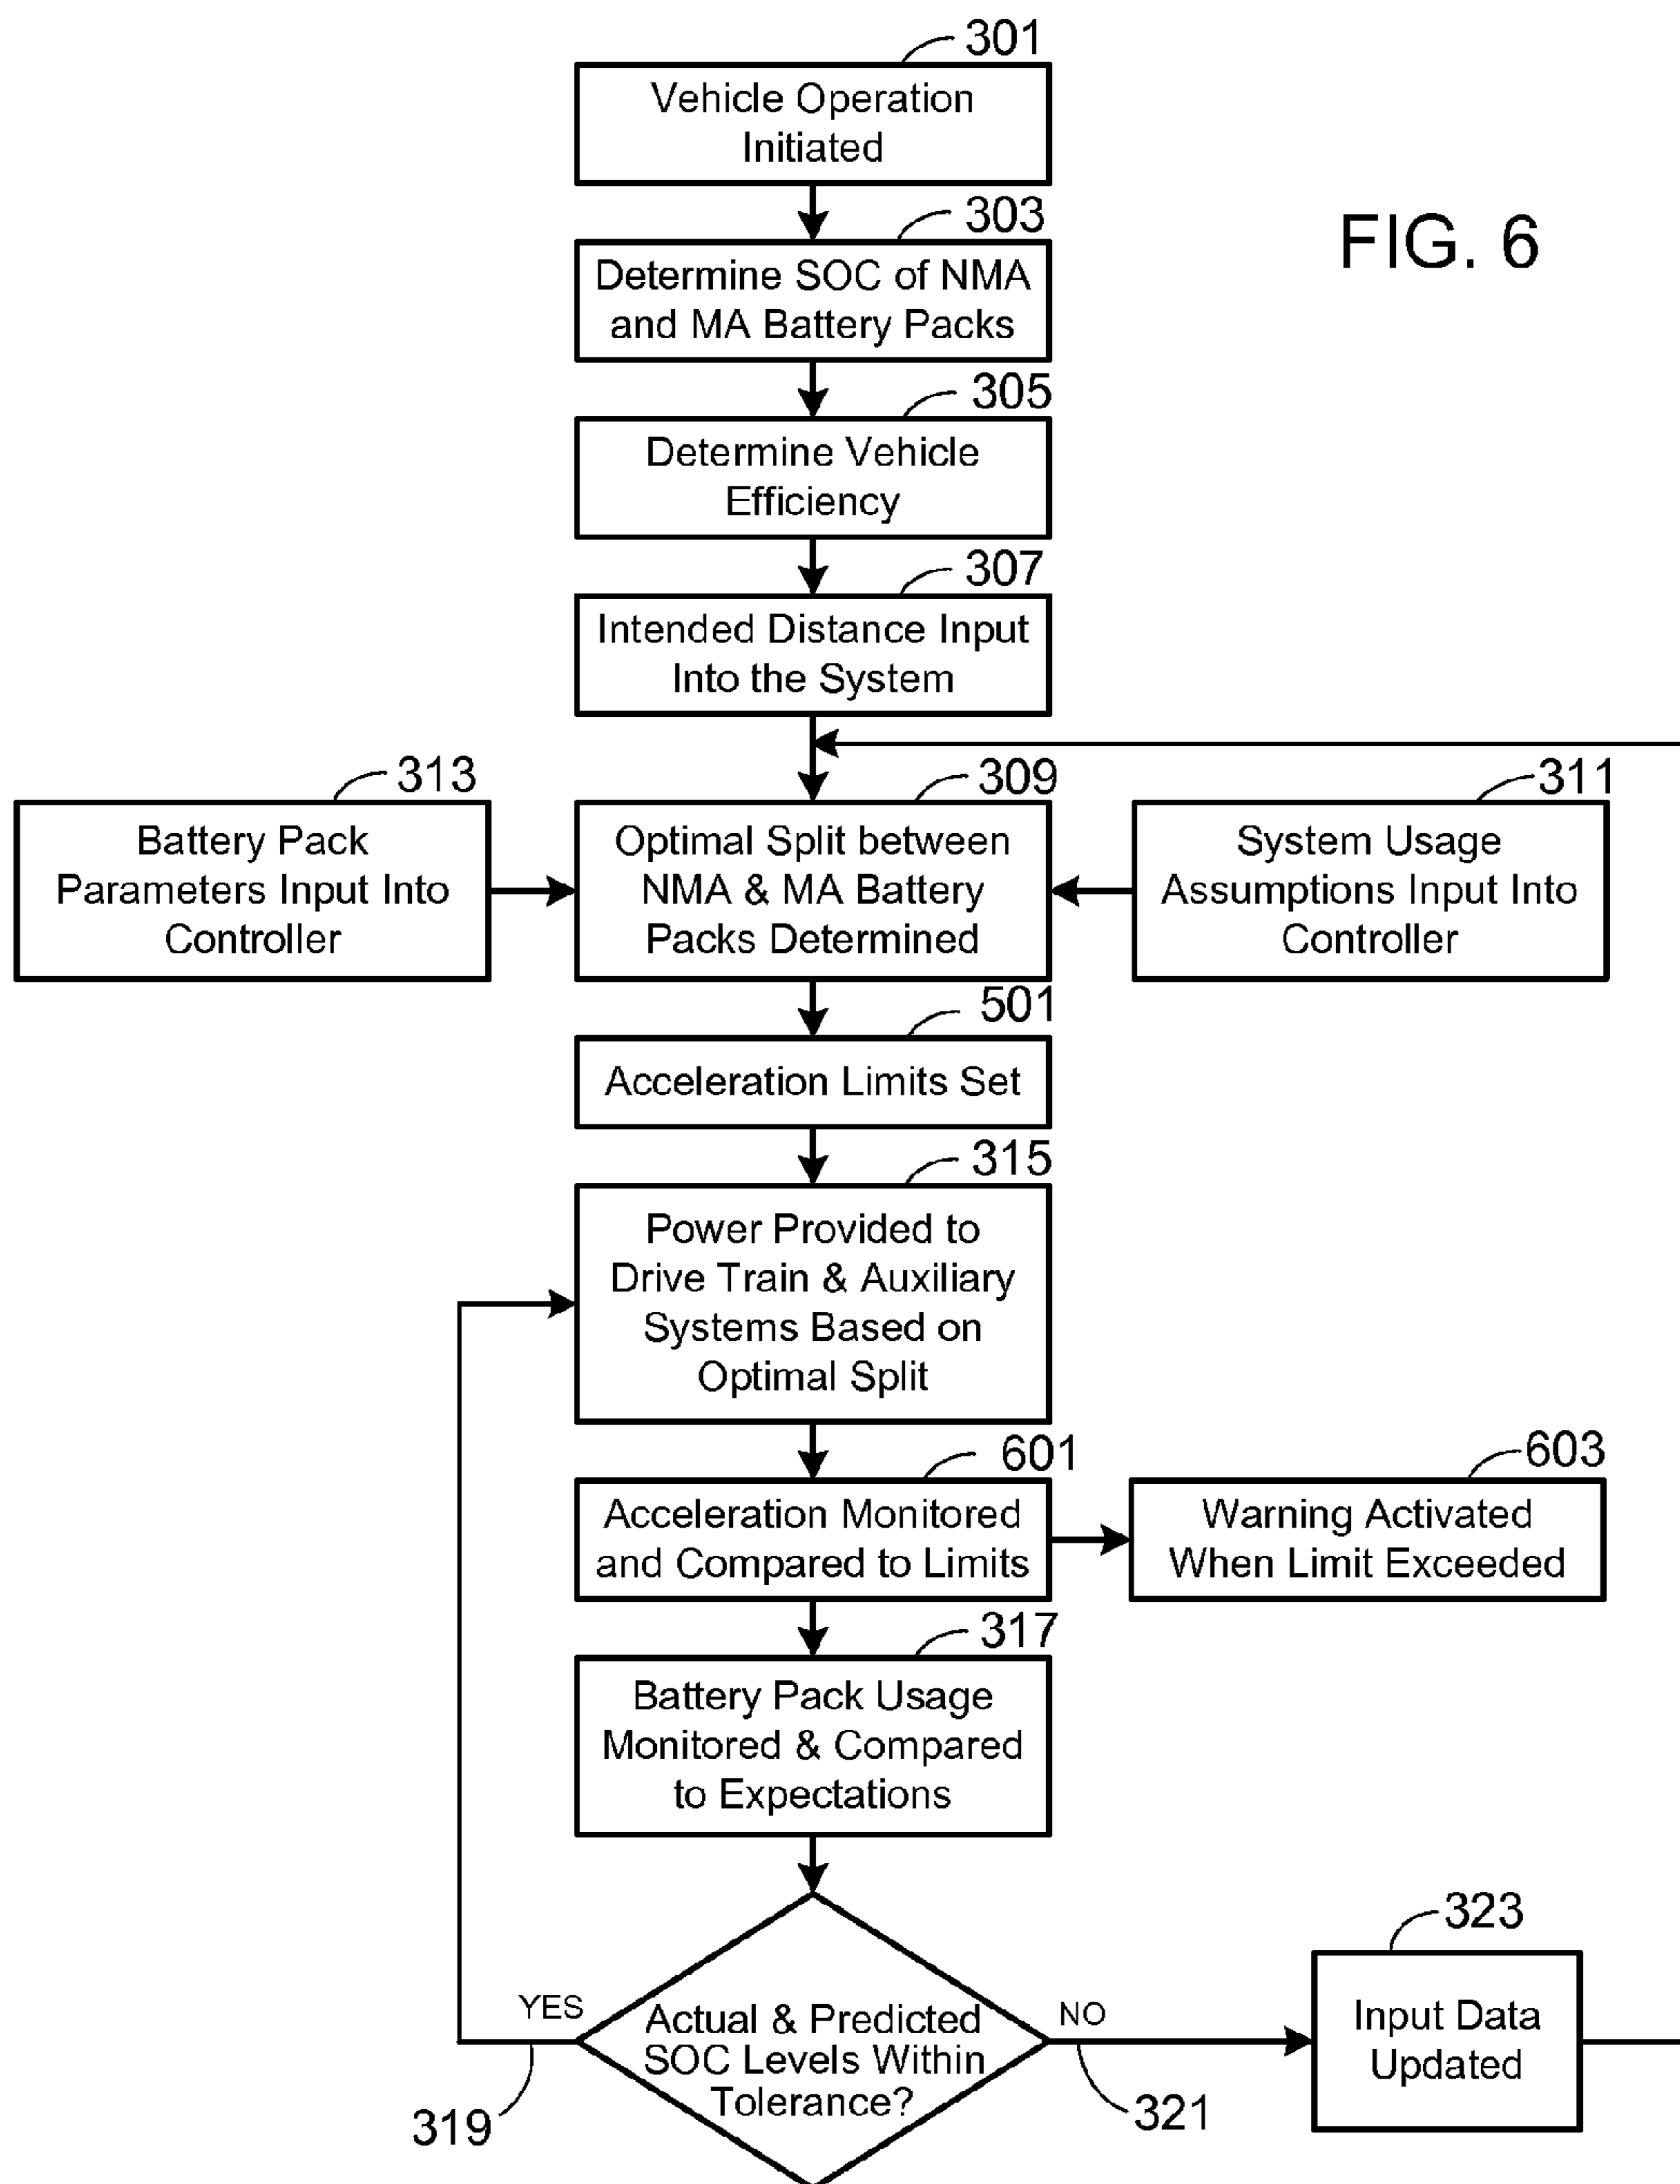 301
Vehicle Operation
Initiated
FIG. 6
303
Determine SOC of NMA
and MA Battery Packs
305
Determine Vehicle
Efficiency
307
Intended Distance Input
Into the System
313
Battery Pack
Parameters Input Into
Controller
309
Optimal Split between
NMA & MA Battery
Packs Determined
311
System Usage
Assumptions Input Into
Controller
501
Acceleration Limits Set
315
Power Provided to
Drive Train & Auxiliary
Systems Based on
Optimal Split
601
Acceleration Monitored
and Compared to Limits
603
Warning Activated
When Limit Exceeded
317
Battery Pack Usage
Monitored & Compared
to Expectations
YES
Actual & Predicted
SOC Levels Within
Tolerance?
NO
323
Input Data
Updated
319
321